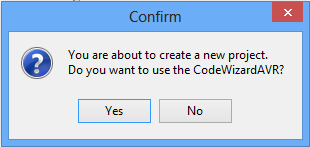 Confirm
You are about to create a new project.
Do you want to use the CodeWizardAVR?
Yes
No